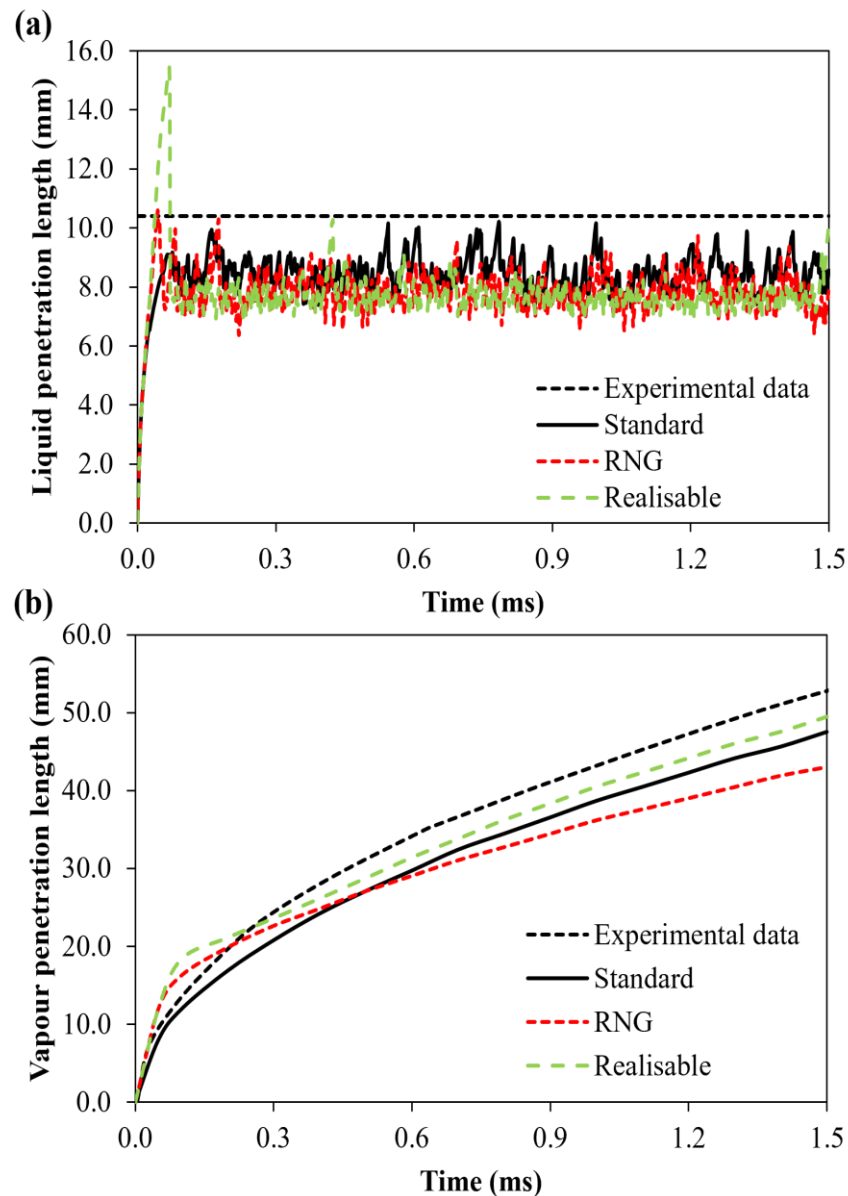 (a)
Liquid penetration length (mm)
16.0
14.0
12.0
10.0
8.0
6.0
4.0
2.0
0.0
Experimental data
Standard
RNG
Realisable
0.0 0.3 0.6 0.9 1.2 1.5
Time (ms)
(b)
Vapour penetration length (mm)
60.0
50.0
40.0
30.0
20.0
10.0
0.0
Experimental data
Standard
RNG
Realisable
0.0 0.3 0.6 0.9 1.2 1.5
Time (ms)